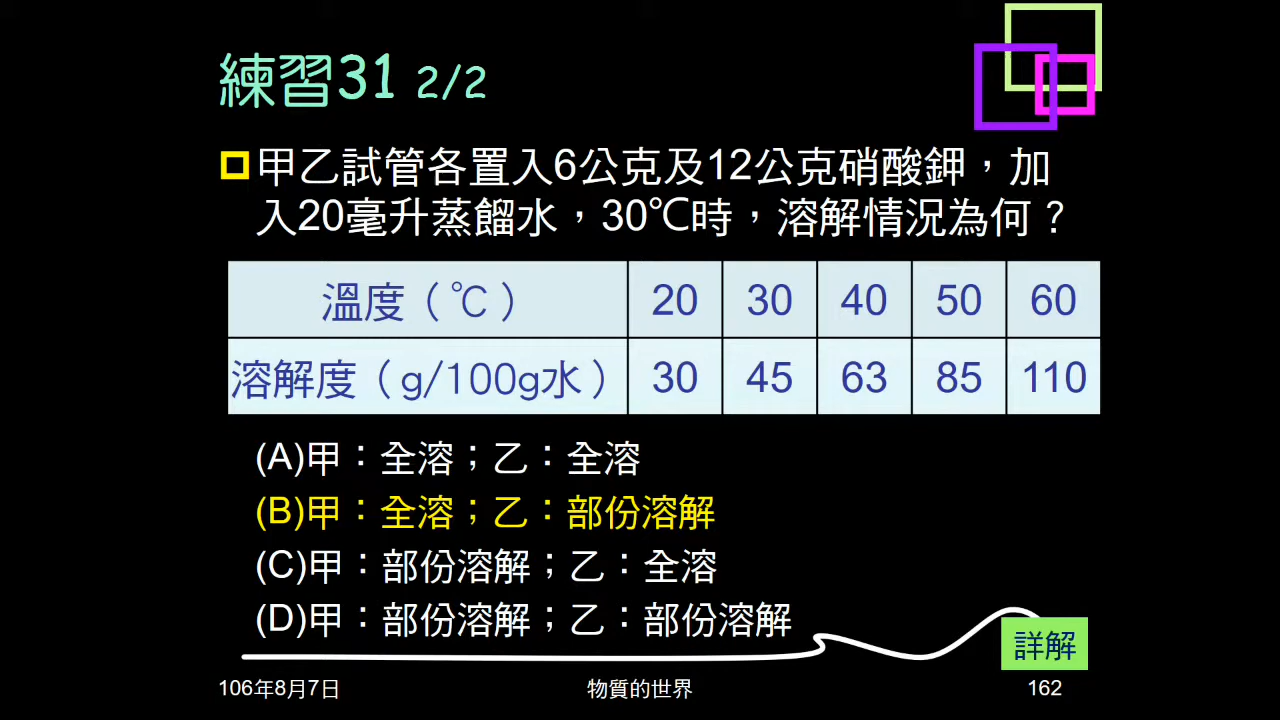 練習31 2/2
甲乙試管各置入6公克及12公克硝酸鉀，加
入20毫升蒸餾水，30℃時，溶解情況為何？
溫度（℃） 20 30 40 50 60
溶解度（g/100g水） 30 45 63 85 110
(A)甲：全溶；乙：全溶
(B)甲：全溶；乙：部份溶解
(C)甲：部份溶解；乙：全溶
(D)甲：部份溶解；乙：部份溶解
詳解
106年8月7日 物質的世界 162